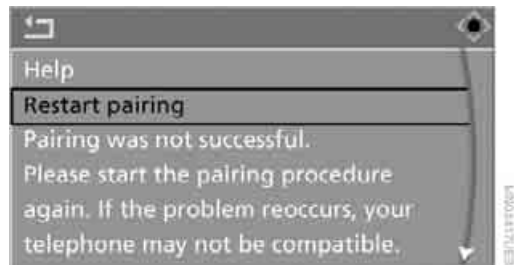 Help
Restart pairing
Pairing was not successful.
Please start the pairing procedure
again. If the problem reoccurs, your
telephone may not be compatible.